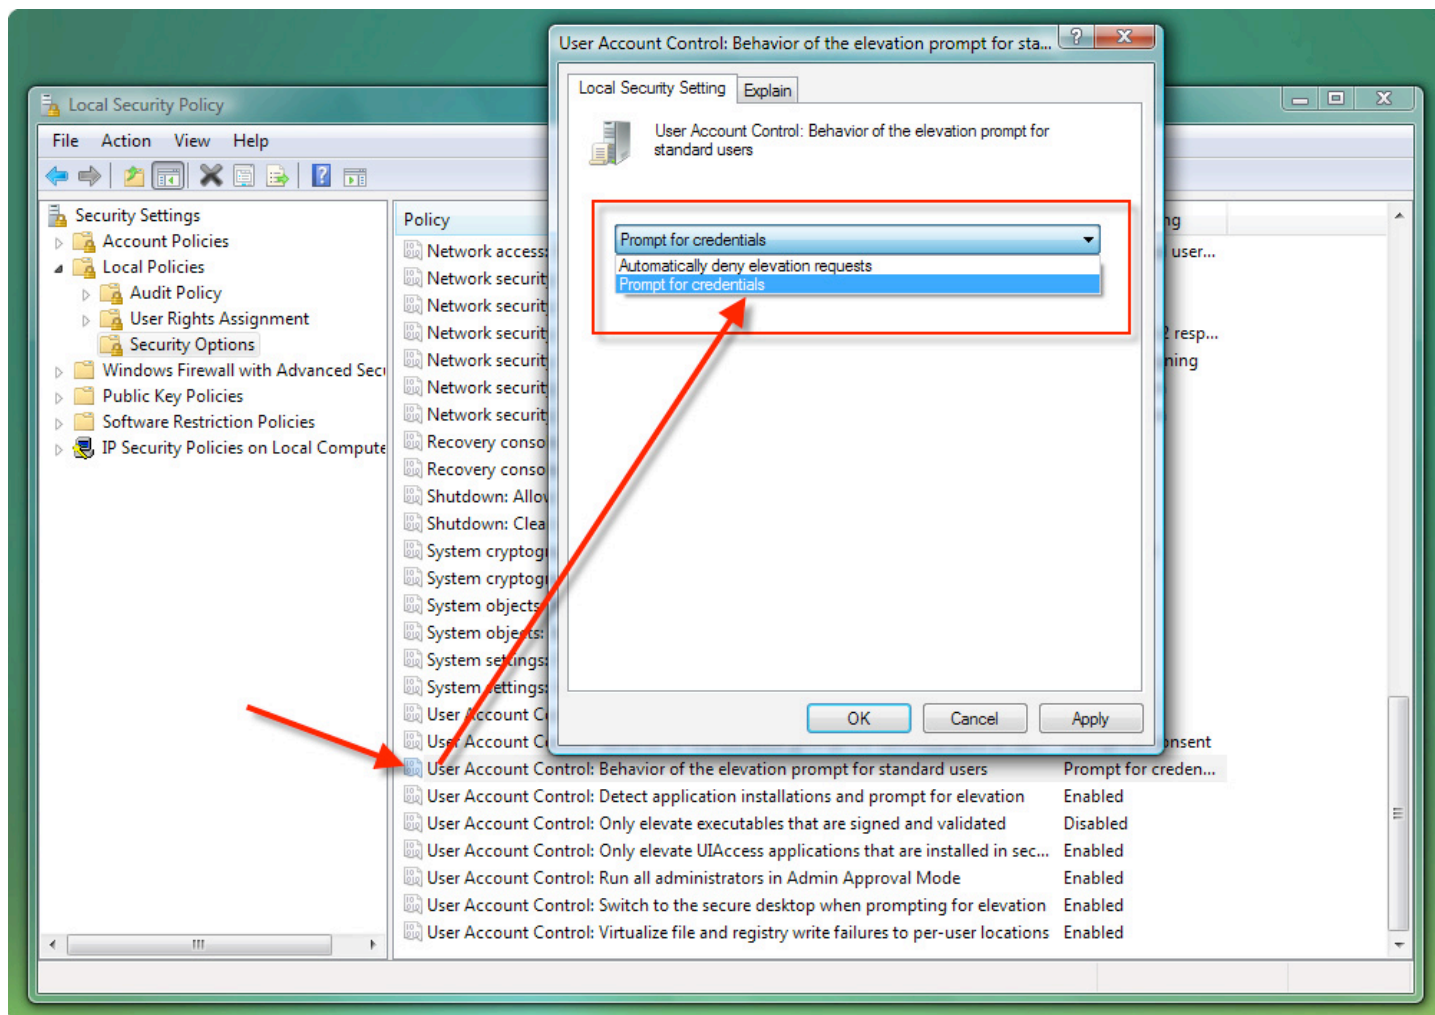 User Account Control: Behavior of the elevation prompt for sta...
Local Security Setting
Explain
User Account Control: Behavior of the elevation prompt for
standard users
Prompt for credentials
Automatically deny elevation requests
Prompt for credentials
OK
Cancel
Apply
Local Security Policy
File Action View Help
Security Settings
Account Policies
Local Policies
Audit Policy
User Rights Assignment
Security Options
Windows Firewall with Advanced Secu
Public Key Policies
Software Restriction Policies
IP Security Policies on Local Compute
Policy
Network access: user...
Network securit
Network securit
Network securit 2 resp...
Network securit ning
Network securit
Network securit
Recovery conso
Recovery conso
Shutdown: Allow
Shutdown: Clea
System cryptog
System cryptog
System objects:
System objects:
System settings:
System settings:
User Account C
User Account C onsent
User Account Control: Behavior of the elevation prompt for standard users Prompt for creden...
User Account Control: Detect application installations and prompt for elevation Enabled
User Account Control: Only elevate executables that are signed and validated Disabled
User Account Control: Only elevate UIAccess applications that are installed in sec... Enabled
User Account Control: Run all administrators in Admin Approval Mode Enabled
User Account Control: Switch to the secure desktop when prompting for elevation Enabled
User Account Control: Virtualize file and registry write failures to per-user locations Enabled